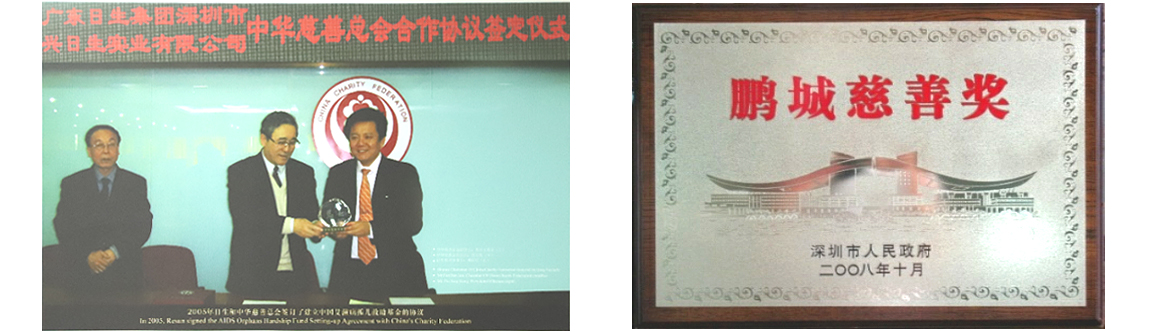 广东日生集团深圳市
兴日生实业有限公司
中华慈善总会合作协议签定仪式
CHINA CHARITY FEDERATION
2005年日生和中华慈善总会签订了建立中国艾滋病孤儿救助基金的协议
In 2005, Resun signed the AIDS Orphans Hardship Fund Setting-up Agreement with China's Charity Federation
鹏城慈善奖
深圳市人民政府
二〇〇八年十月